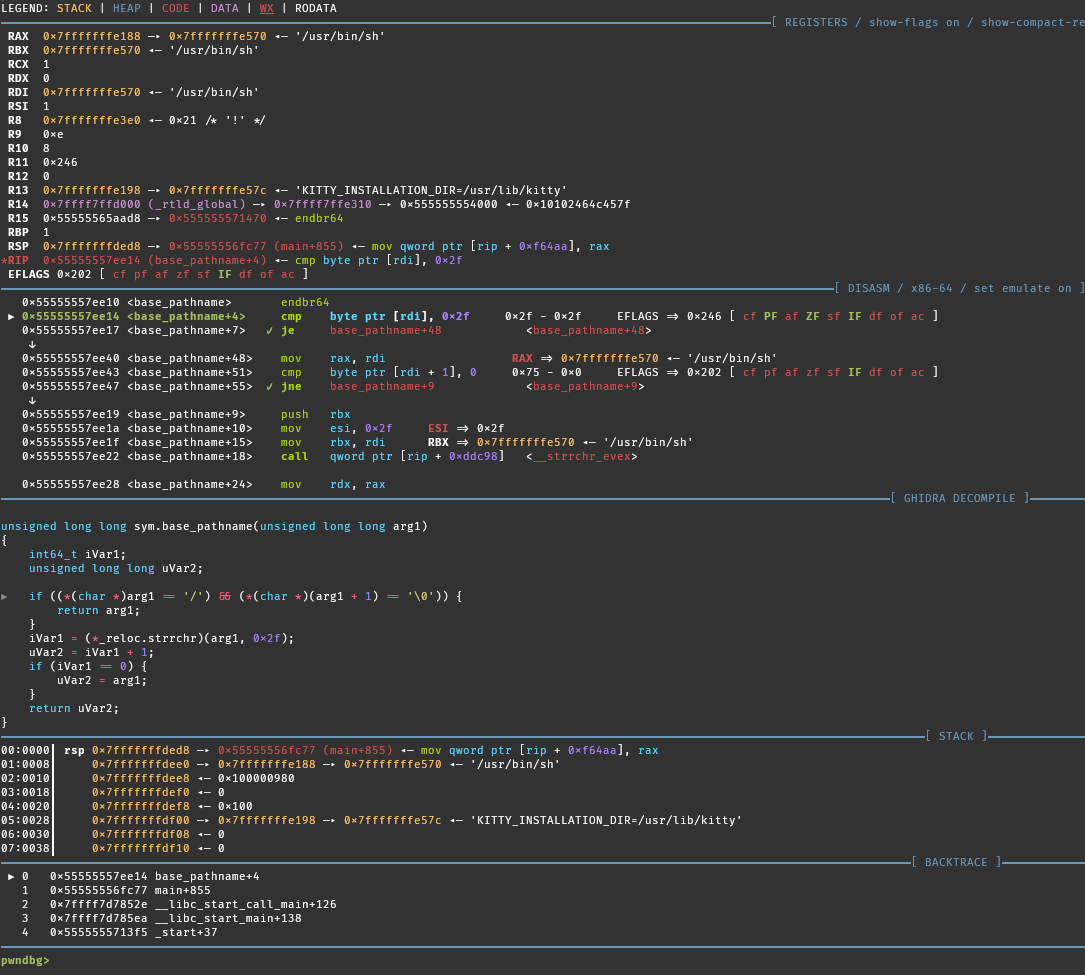 LEGEND: STACK | HEAP | CODE | DATA | WX | RODATA
[ REGISTERS / show-flags on / show-compact-re
RAX  0x7fffffffe188 —▸ 0x7fffffffe570 ◂— '/usr/bin/sh'
RBX  0x7fffffffe570 ◂— '/usr/bin/sh'
RCX  1
RDX  0
RDI  0x7fffffffe570 ◂— '/usr/bin/sh'
RSI  1
R8   0x7fffffffe3e0 ◂— 0x21 /* '!' */
R9   0xe
R10  8
R11  0x246
R12  0
R13  0x7fffffffe198 —▸ 0x7fffffffe57c ◂— 'KITTY_INSTALLATION_DIR=/usr/lib/kitty'
R14  0x7ffff7ffd000 (_rtld_global) —▸ 0x7ffff7ffe310 —▸ 0x555555554000 ◂— 0x10102464c457f
R15  0x55555565aad8 —▸ 0x555555571470 ◂— endbr64
RBP  1
RSP  0x7fffffffded8 —▸ 0x55555556fc77 (main+855) ◂— mov qword ptr [rip + 0xf64aa], rax
*RIP  0x55555557ee14 (base_pathname+4) ◂— cmp byte ptr [rdi], 0x2f
EFLAGS 0x202 [ cf pf af zf sf IF df of ac ]
[ DISASM / x86-64 / set emulate on ]
0x55555557ee10 <base_pathname>       endbr64
► 0x55555557ee14 <base_pathname+4>     cmp    byte ptr [rdi], 0x2f     0x2f - 0x2f     EFLAGS => 0x246 [ cf PF af ZF sf IF df of ac ]
0x55555557ee17 <base_pathname+7>   ✔ je     base_pathname+48            <base_pathname+48>
↓
0x55555557ee40 <base_pathname+48>    mov    rax, rdi                  RAX => 0x7fffffffe570 ◂— '/usr/bin/sh'
0x55555557ee43 <base_pathname+51>    cmp    byte ptr [rdi + 1], 0     0x75 - 0x0     EFLAGS => 0x202 [ cf pf af zf sf IF df of ac ]
0x55555557ee47 <base_pathname+55>  ✔ jne    base_pathname+9             <base_pathname+9>
↓
0x55555557ee19 <base_pathname+9>     push   rbx
0x55555557ee1a <base_pathname+10>    mov    esi, 0x2f     ESI => 0x2f
0x55555557ee1f <base_pathname+15>    mov    rbx, rdi      RBX => 0x7fffffffe570 ◂— '/usr/bin/sh'
0x55555557ee22 <base_pathname+18>    call   qword ptr [rip + 0xddc98]   <__strrchr_evex>
0x55555557ee28 <base_pathname+24>    mov    rdx, rax
[ GHIDRA DECOMPILE ]
unsigned long long sym.base_pathname(unsigned long long arg1)
{
int64_t iVar1;
unsigned long long uVar2;
► if ((*(char *)arg1 == '/') && (*(char *)(arg1 + 1) == '\0')) {
return arg1;
}
iVar1 = (*_reloc.strrchr)(arg1, 0x2f);
uVar2 = iVar1 + 1;
if (iVar1 == 0) {
uVar2 = arg1;
}
return uVar2;
}
[ STACK ]
00:0000│ rsp 0x7fffffffded8 —▸ 0x55555556fc77 (main+855) ◂— mov qword ptr [rip + 0xf64aa], rax
01:0008│     0x7fffffffdee0 —▸ 0x7fffffffe188 —▸ 0x7fffffffe570 ◂— '/usr/bin/sh'
02:0010│     0x7fffffffdee8 ◂— 0x100000980
03:0018│     0x7fffffffdef0 ◂— 0
04:0020│     0x7fffffffdef8 ◂— 0x100
05:0028│     0x7fffffffdf00 —▸ 0x7fffffffe198 —▸ 0x7fffffffe57c ◂— 'KITTY_INSTALLATION_DIR=/usr/lib/kitty'
06:0030│     0x7fffffffdf08 ◂— 0
07:0038│     0x7fffffffdf10 ◂— 0
[ BACKTRACE ]
► 0   0x55555557ee14 base_pathname+4
1   0x55555556fc77 main+855
2   0x7ffff7d7852e __libc_start_call_main+126
3   0x7ffff7d785ea __libc_start_main+138
4   0x5555555713f5 _start+37
pwndbg>